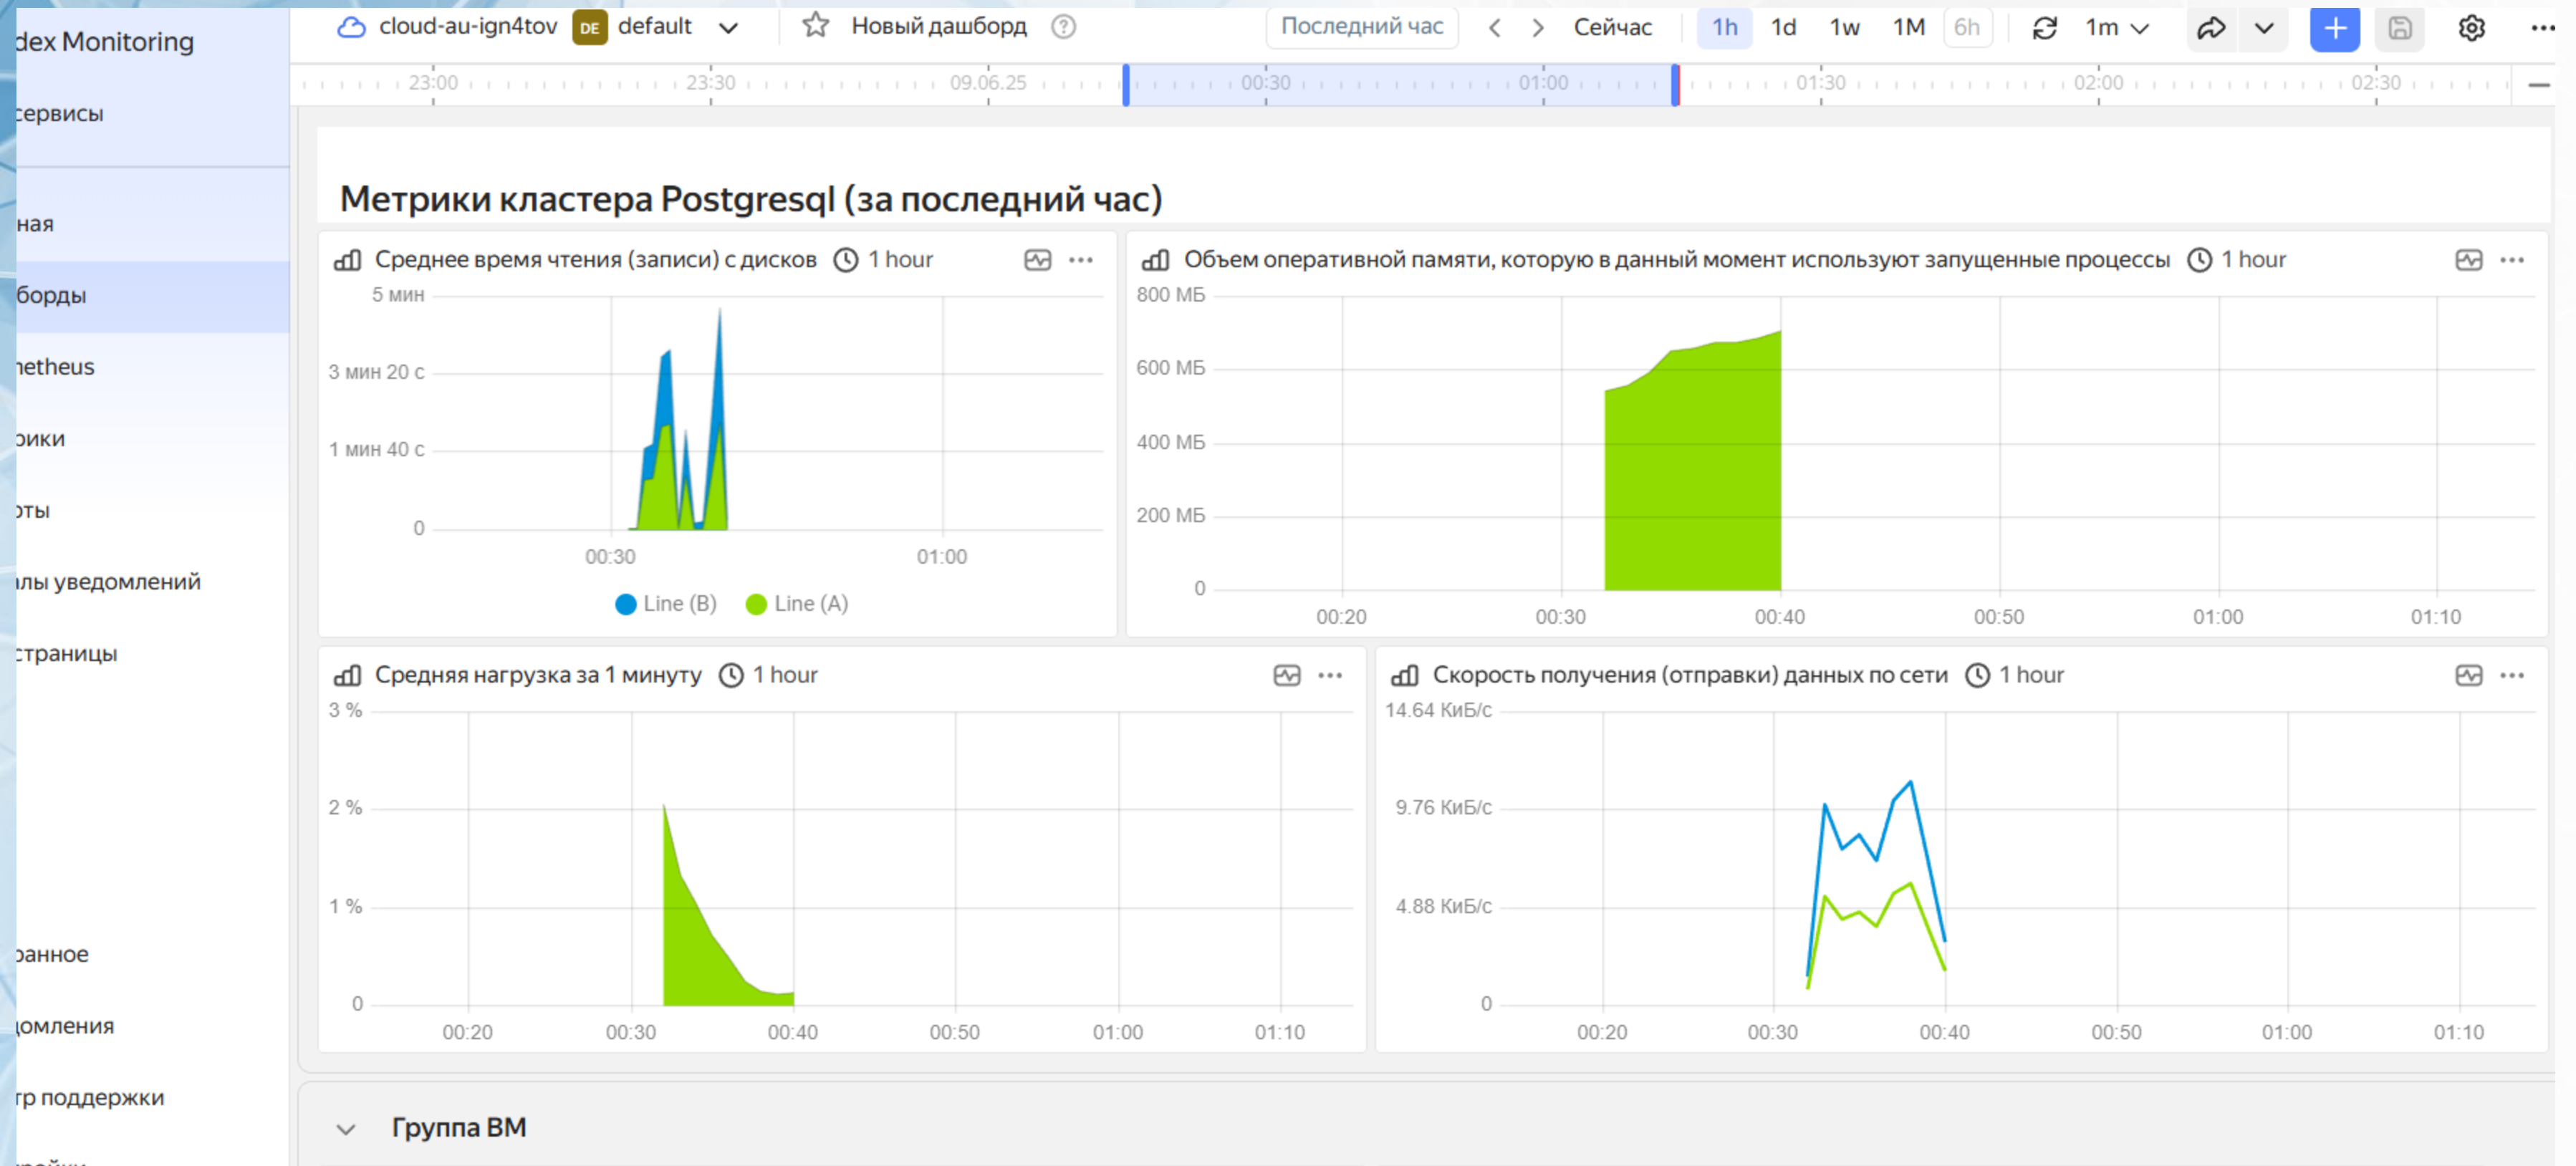 dex Monitoring
cloud-au-ign4tov DE default Новый дашборд Последний час Сейчас 1h 1d 1w 1M 6h 1m
23:00 23:30 09.06.25 00:30 01:00 01:30 02:00 02:30
сервисы
ная
борды
netheus
рики
рты
алы уведомлений
страницы
ранное
домления
тр поддержки
Метрики кластера Postgresql (за последний час)
Среднее время чтения (записи) с дисков 1 hour
5 мин
3 мин 20 с
1 мин 40 с
0
00:30 01:00
Line (B) Line (A)
Объем оперативной памяти, которую в данный момент используют запущенные процессы 1 hour
800 МБ
600 МБ
400 МБ
200 МБ
0
00:20 00:30 00:40 00:50 01:00 01:10
Средняя нагрузка за 1 минуту 1 hour
3 %
2 %
1 %
0
00:20 00:30 00:40 00:50 01:00 01:10
Скорость получения (отправки) данных по сети 1 hour
14.64 КиБ/с
9.76 КиБ/с
4.88 КиБ/с
0
00:20 00:30 00:40 00:50 01:00 01:10
Группа ВМ